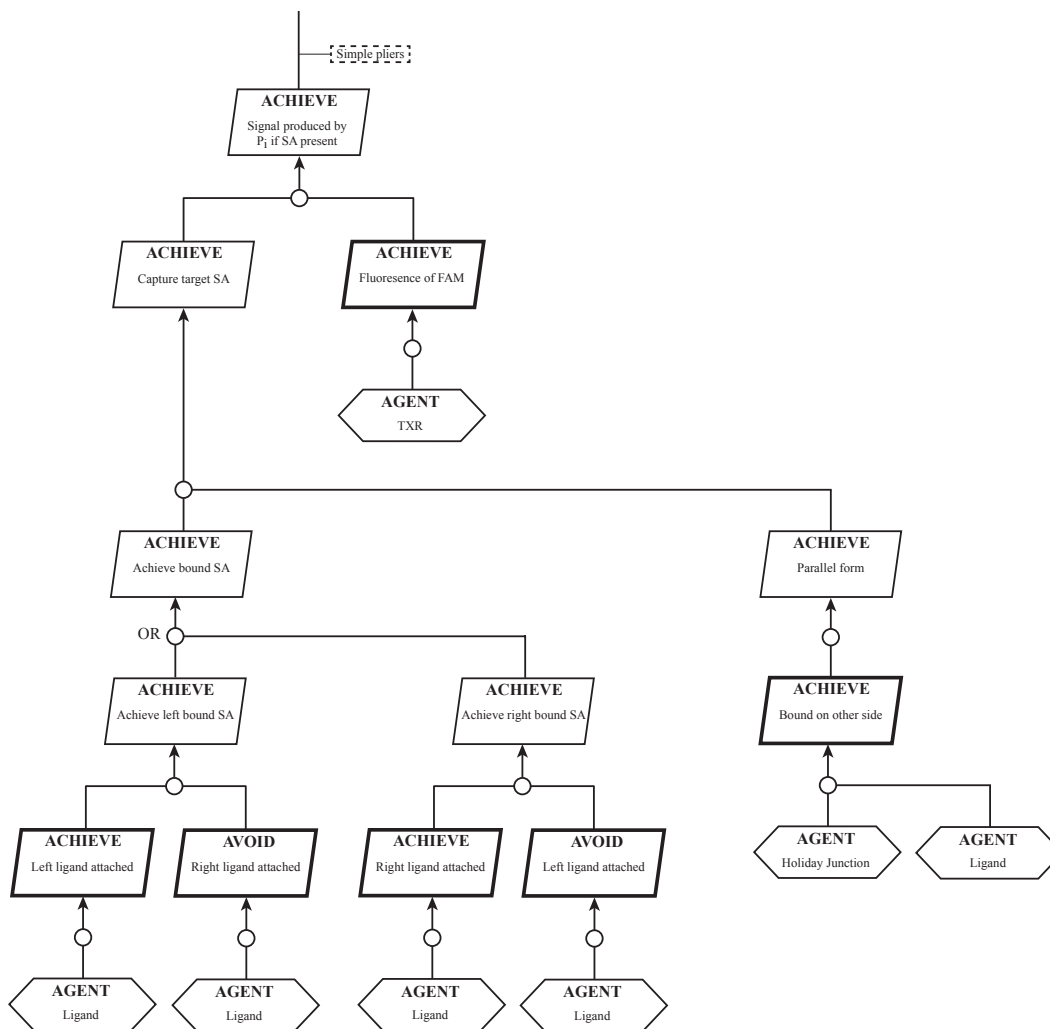 Simple pliers
ACHIEVE
Signal produced by
Pi if SA present
ACHIEVE
Capture target SA
ACHIEVE
Fluoresence of FAM
AGENT
TXR
ACHIEVE
Achieve bound SA
ACHIEVE
Parallel form
OR
ACHIEVE
Achieve left bound SA
ACHIEVE
Achieve right bound SA
ACHIEVE
Bound on other side
ACHIEVE
Left ligand attached
AVOID
Right ligand attached
ACHIEVE
Right ligand attached
AVOID
Left ligand attached
AGENT
Holiday Junction
AGENT
Ligand
AGENT
Ligand
AGENT
Ligand
AGENT
Ligand
AGENT
Ligand